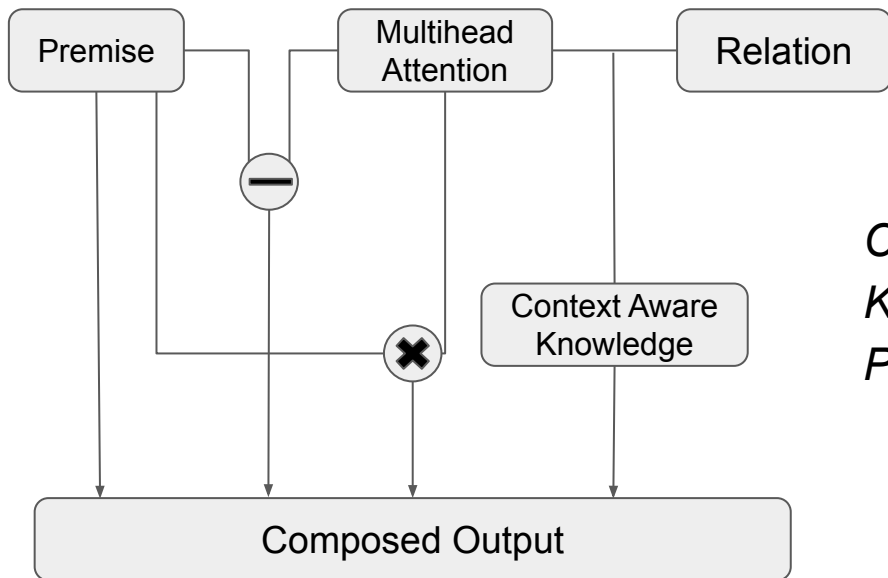 Premise
Multihead
Attention
Relation
Context Aware
Knowledge
Composed Output